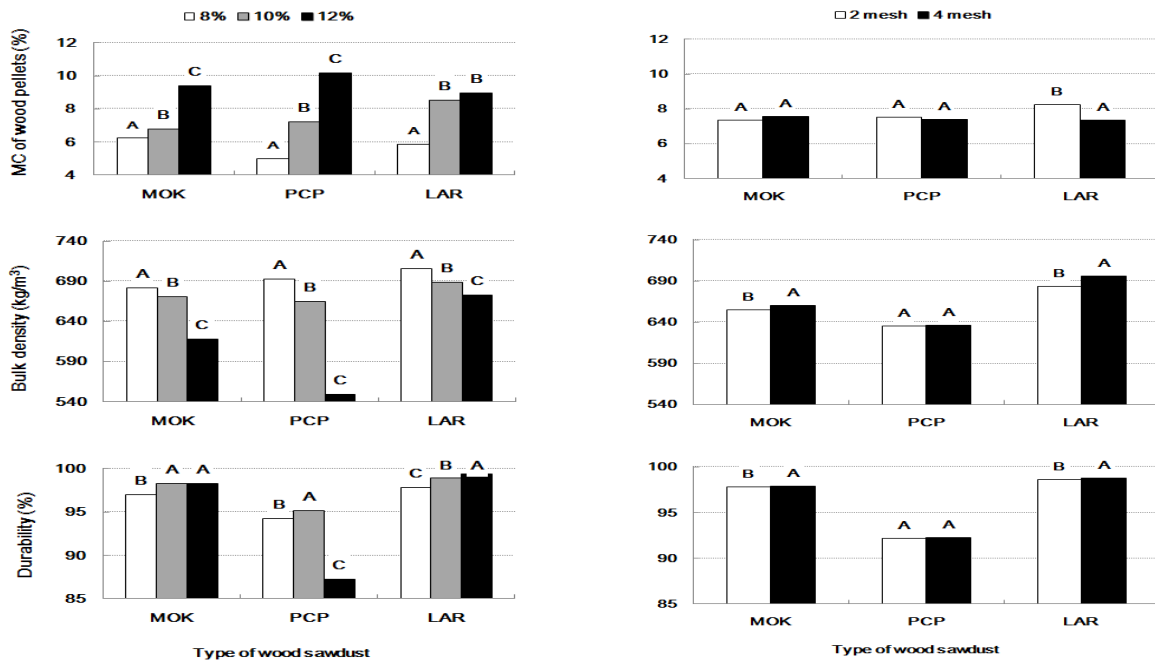 8% 10% 12%
MC of wood pellets (%)
12
10
8
6
4
A B C A B C A B B
MOK PCP LAR
2 mesh 4 mesh
12
10
8
6
4
A A A A B A
MOK PCP LAR
Bulk density (kg/m³)
740
690
640
590
540
A B C A B C A B C
MOK PCP LAR
740
690
640
590
540
B A A A B A
MOK PCP LAR
Durability (%)
100
95
90
85
B A A B A C C B A
MOK PCP LAR
Type of wood sawdust
100
95
90
85
B A A A B A
MOK PCP LAR
Type of wood sawdust